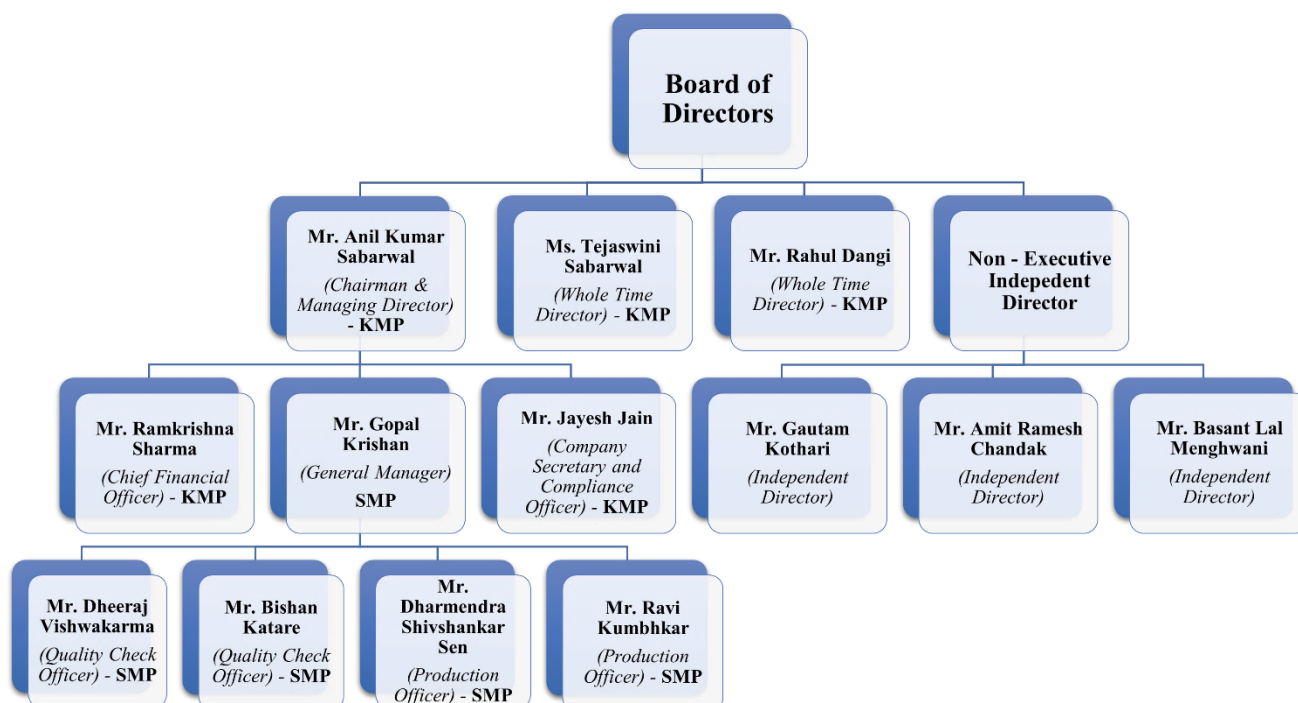 Board of
Directors
Mr. Anil Kumar
Sabarwal
(Chairman &
Managing Director)
- KMP
Ms. Tejaswini
Sabarwal
(Whole Time
Director) - KMP
Mr. Rahul Dangi
(Whole Time
Director) - KMP
Non - Executive
Indepedent
Director
Mr. Ramkrishna
Sharma
(Chief Financial
Officer) - KMP
Mr. Gopal
Krishan
(General Manager)
SMP
Mr. Jayesh Jain
(Company
Secretary and
Compliance
Officer) - KMP
Mr. Gautam
Kothari
(Independent
Director)
Mr. Amit Ramesh
Chandak
(Independent
Director)
Mr. Basant Lal
Menghwani
(Independent
Director)
Mr. Dheeraj
Vishwakarma
(Quality Check
Officer) - SMP
Mr. Bishan
Katare
(Quality Check
Officer) - SMP
Mr.
Dharmendra
Shivshankar
Sen
(Production
Officer) - SMP
Mr. Ravi
Kumbhkar
(Production
Officer) - SMP